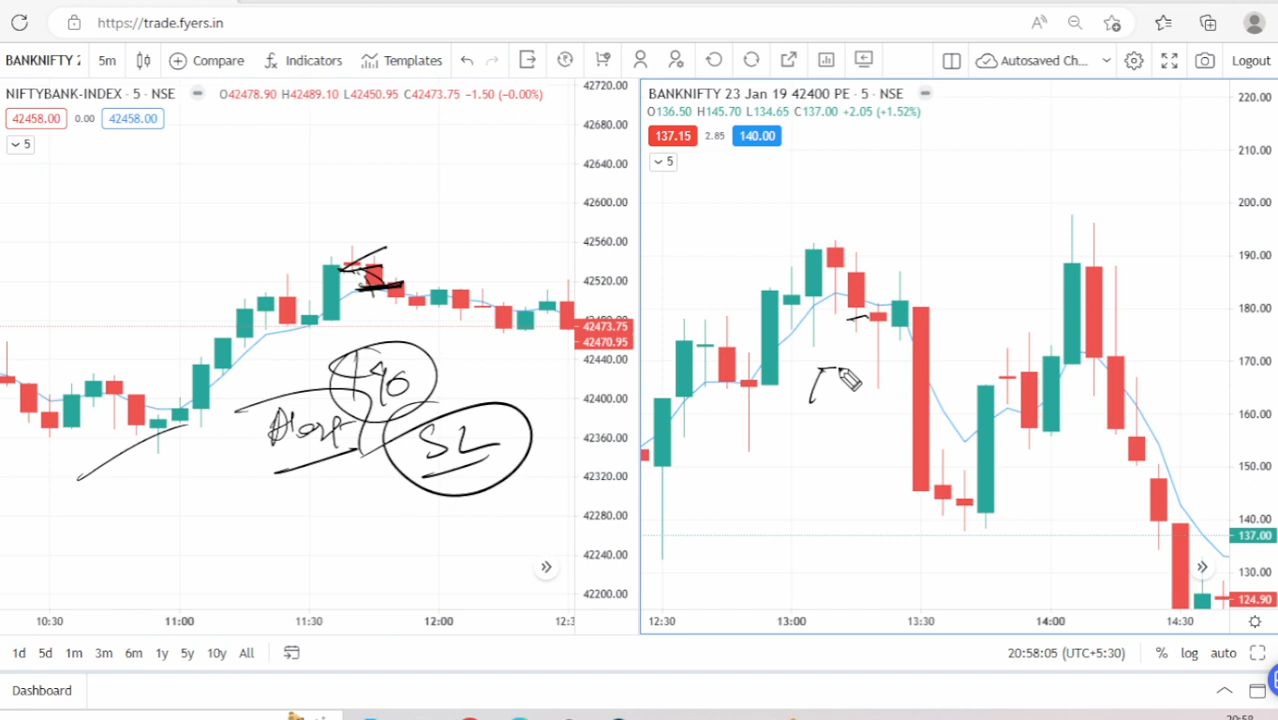 https://trade.fyers.in
BANKNIFTY 2 5m Compare Indicators Templates Autosaved Ch... Logout
NIFTYBANK-INDEX · 5 · NSE O42478.90 H42489.10 L42450.95 C42473.75 −1.50 (−0.00%)
42458.00 0.00 42458.00
5
42720.00
42680.00
42640.00
42600.00
42560.00
42520.00
42473.75
42470.95
42440.00
42400.00
42360.00
42320.00
42280.00
42240.00
42200.00
90
Alert
SL
10:30 11:00 11:30 12:00 12:3
BANKNIFTY 23 Jan 19 42400 PE · 5 · NSE
O136.50 H145.70 L134.65 C137.00 +2.05 (+1.52%)
137.15 2.85 140.00
5
220.00
210.00
200.00
190.00
180.00
170.00
160.00
150.00
140.00
137.00
130.00
124.90
12:30 13:00 13:30 14:00 14:30
1d 5d 1m 3m 6m 1y 5y 10y All 20:58:05 (UTC+5:30) % log auto
Dashboard
20:58